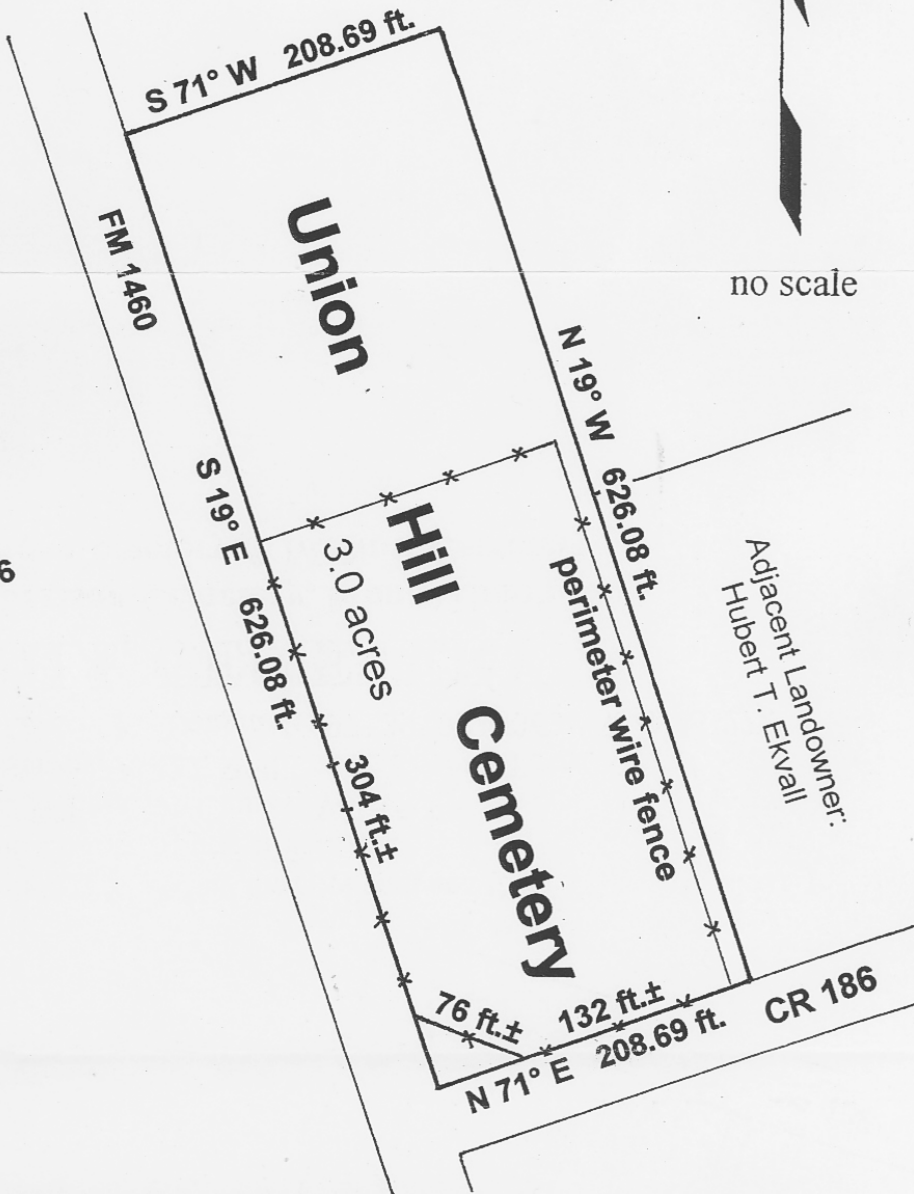 S 71° W 208.69 ft.
FM 1460
Union
no scale
N 19° W 626.08 ft.
S 19° E 626.08 ft.
Hill
3.0 acres
perimeter wire fence
Adjacent Landowner:
Hubert T. Ekvall
6
304 ft.±
Cemetery
76 ft.±
132 ft.±
N 71° E 208.69 ft.
CR 186